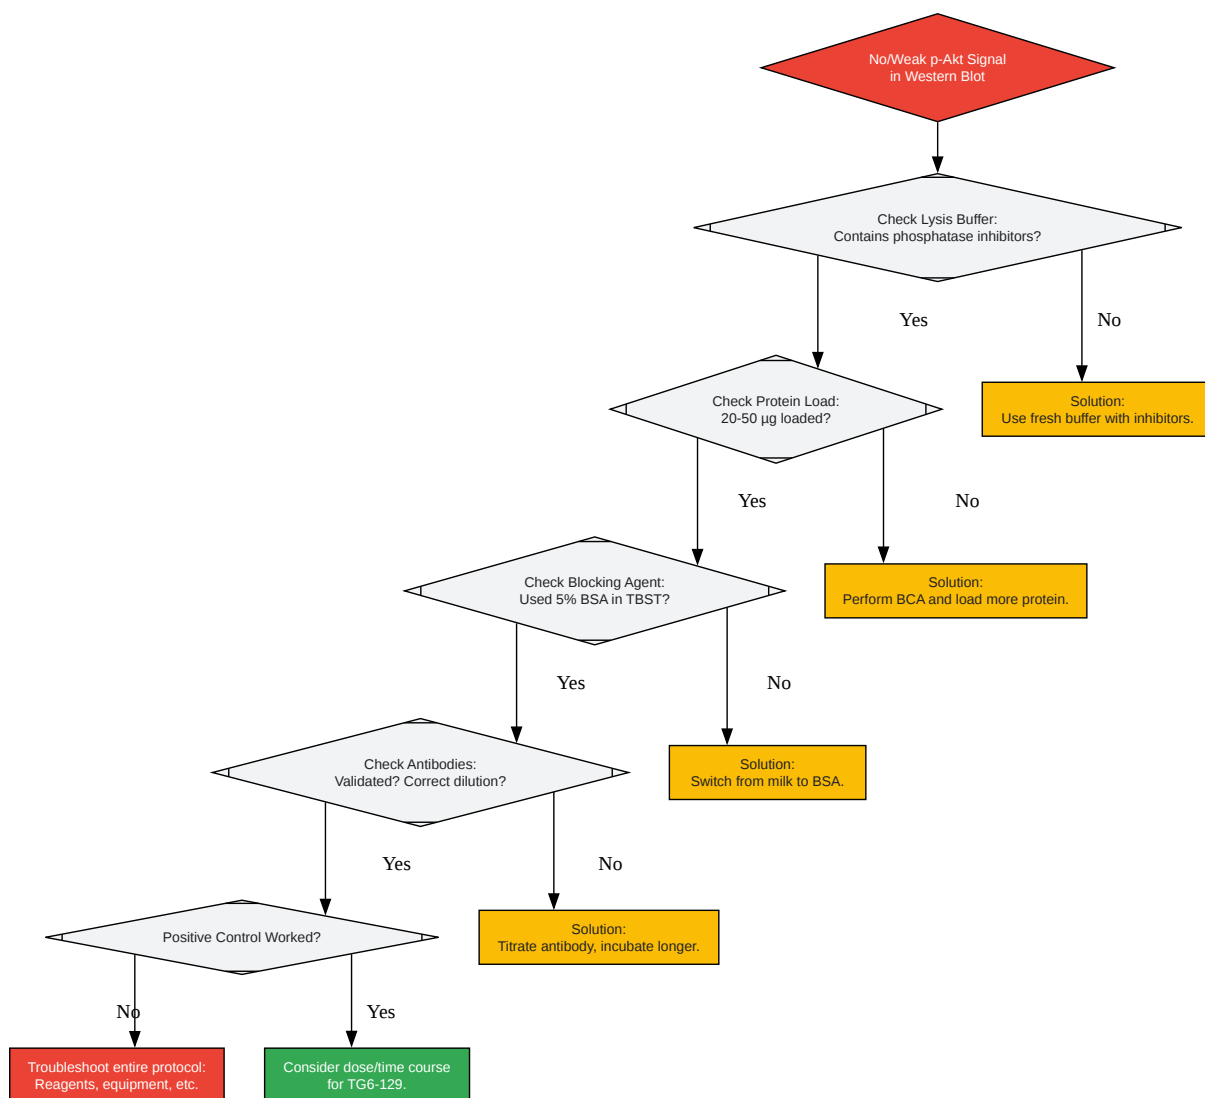 No/Weak p-Akt Signal
in Western Blot
Check Lysis Buffer:
Contains phosphatase inhibitors?
Yes
No
Check Protein Load:
20-50 µg loaded?
Solution:
Use fresh buffer with inhibitors.
Yes
No
Check Blocking Agent:
Used 5% BSA in TBST?
Solution:
Perform BCA and load more protein.
Yes
No
Check Antibodies:
Validated? Correct dilution?
Solution:
Switch from milk to BSA.
Yes
No
Positive Control Worked?
Solution:
Titrate antibody, incubate longer.
No
Yes
Troubleshoot entire protocol:
Reagents, equipment, etc.
Consider dose/time course
for TG6-129.